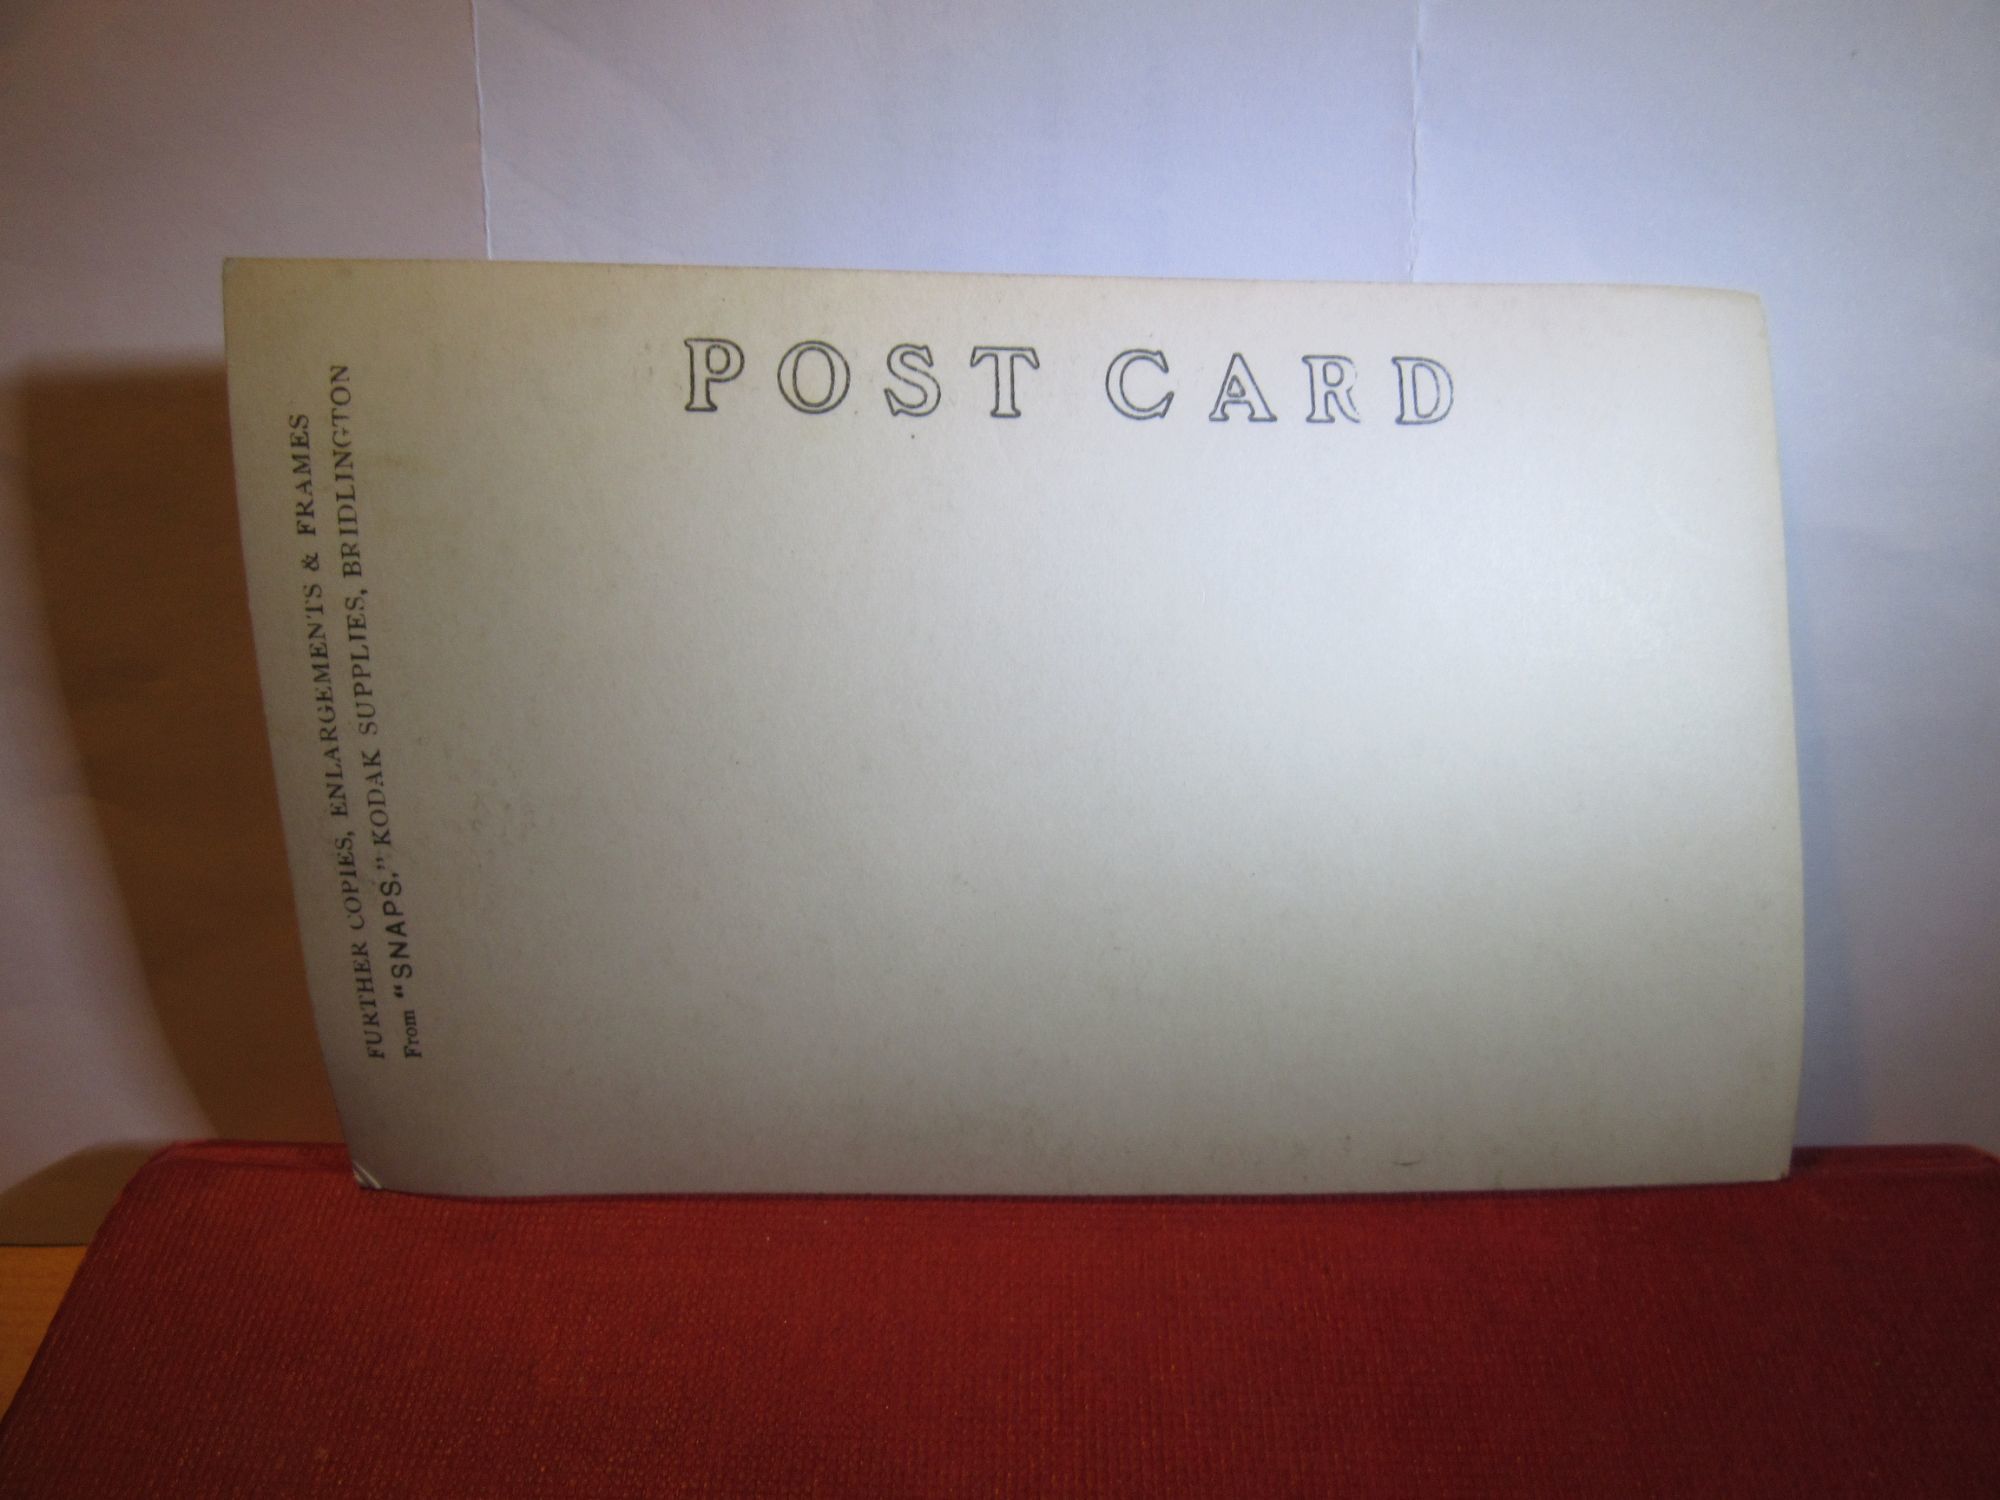 POST CARD
FURTHER COPIES, ENLARGEMENTS & FRAMES
From "SNAPS," KODAK SUPPLIES, BRIDLINGTON